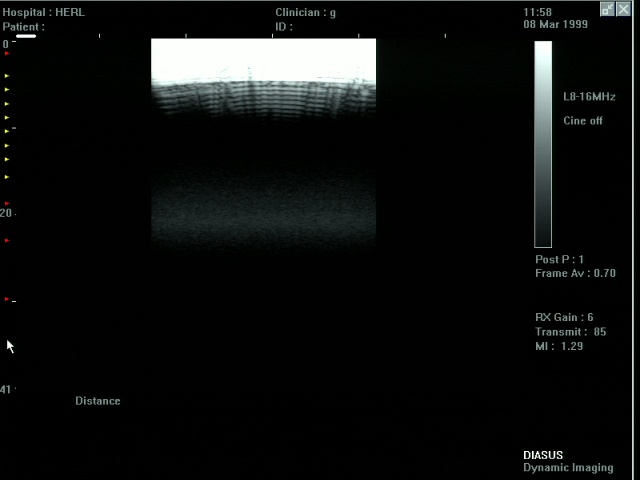 Hospital : HERL
Patient :
Clinician : g
ID :
11:58
08 Mar 1999
0
L8-16MHz
Cine off
20
Post P : 1
Frame Av : 0.70
RX Gain : 6
Transmit : 85
MI : 1.29
41
Distance
DIASUS
Dynamic Imaging